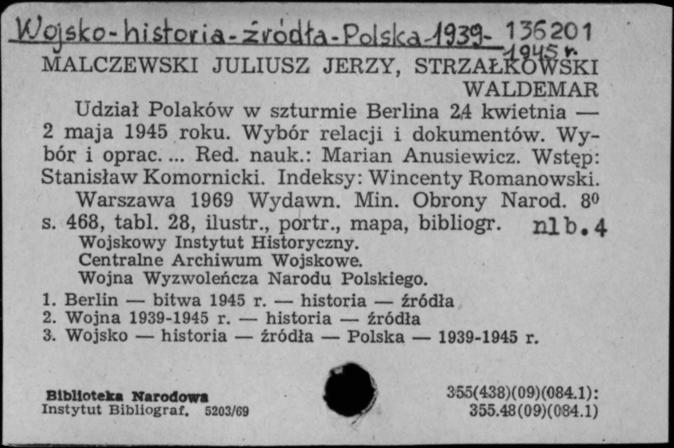 Wojsko-historia-źródła-Polska-1939- 136201
1945 r.
MALCZEWSKI JULIUSZ JERZY, STRZAŁKOWSKI
WALDEMAR
Udział Polaków w szturmie Berlina 24 kwietnia —
2 maja 1945 roku. Wybór relacji i dokumentów. Wy-
bór i oprac. ... Red. nauk.: Marian Anusiewicz. Wstęp:
Stanisław Komornicki. Indeksy: Wincenty Romanowski.
Warszawa 1969 Wydawn. Min. Obrony Narod. 8⁰
s. 468, tabl. 28, ilustr., portr., mapa, bibliogr. nlb.4
Wojskowy Instytut Historyczny.
Centralne Archiwum Wojskowe.
Wojna Wyzwoleńcza Narodu Polskiego.
1. Berlin — bitwa 1945 r. — historia — źródła
2. Wojna 1939-1945 r. — historia — źródła
3. Wojsko — historia — źródła — Polska — 1939-1945 r.
Biblioteka Narodowa 355(438)(09)(084.1):
Instytut Bibliograf. 5203/69 355.48(09)(084.1)